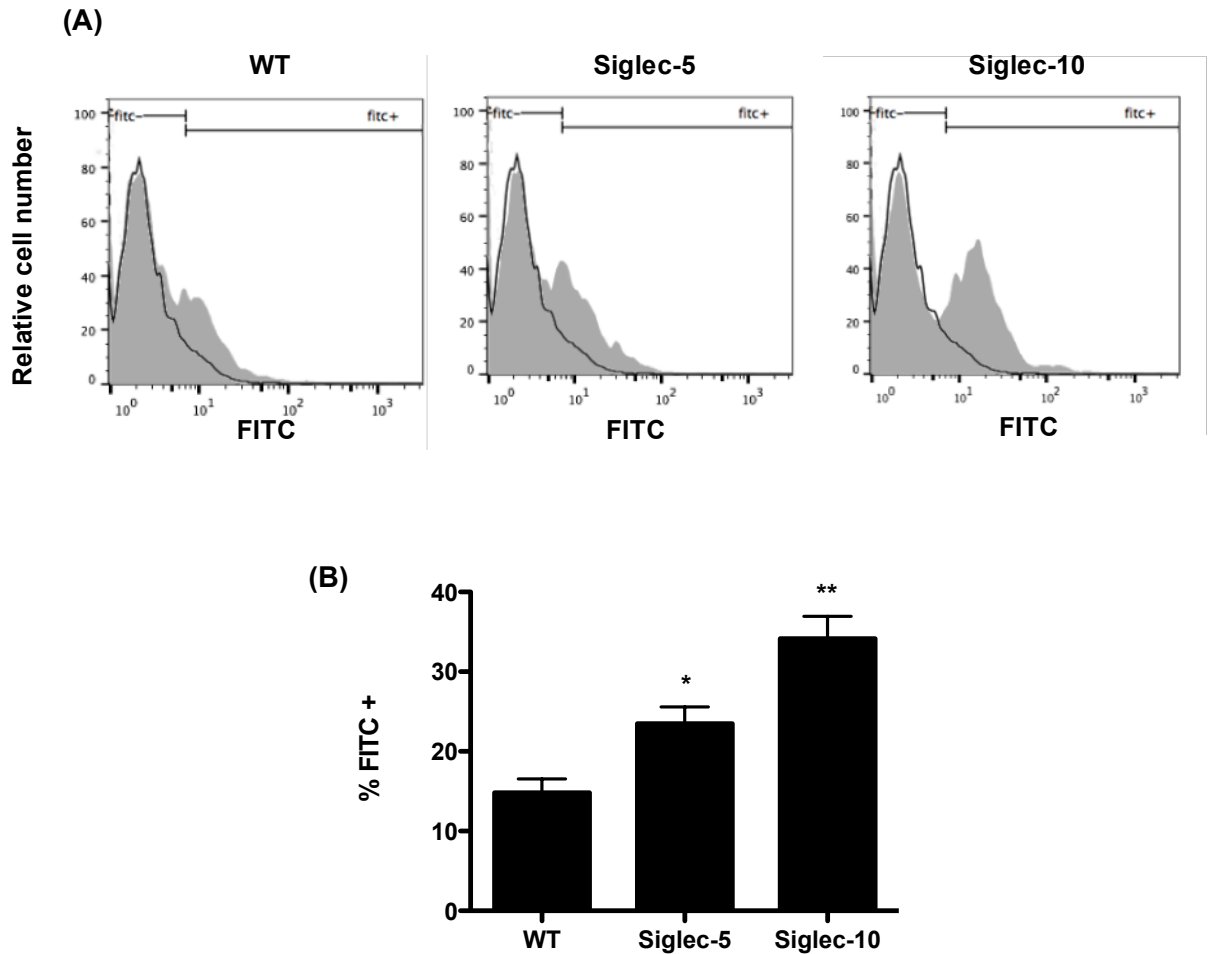 (A)
WT
Siglec-5
Siglec-10
Relative cell number
100
80
60
40
20
0
fitc-
fitc+
10^0
10^1
10^2
10^3
FITC
100
80
60
40
20
0
fitc-
fitc+
10^0
10^1
10^2
10^3
FITC
100
80
60
40
20
0
fitc-
fitc+
10^0
10^1
10^2
10^3
FITC
(B)
% FITC +
40
30
20
10
0
*
**
WT
Siglec-5
Siglec-10